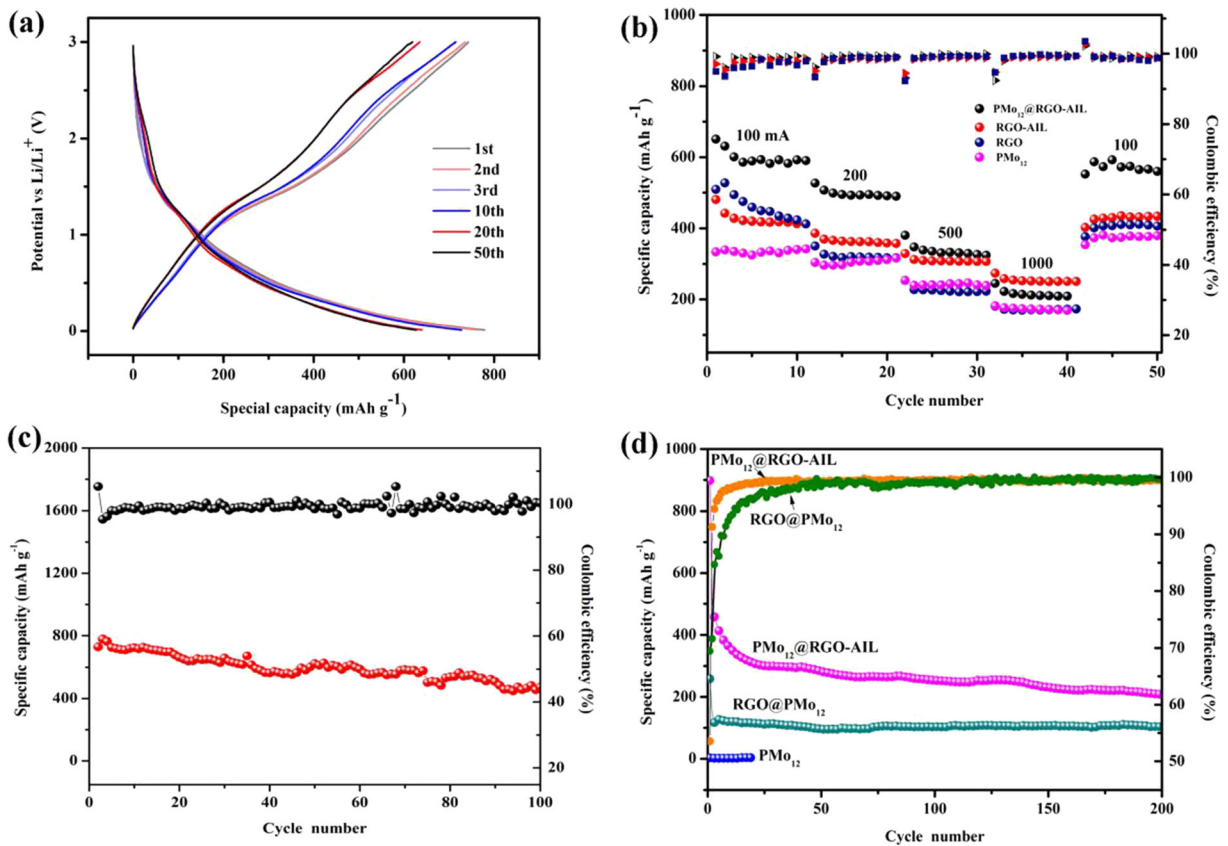 (a)
3
2
1
0
Potential vs Li/Li+ (V)
1st
2nd
3rd
10th
20th
50th
0 200 400 600 800
Special capacity (mAh g-1)
(b)
1000
800
600
400
200
Specific capacity (mAh g-1)
100 mA
200
500
1000
100
PMo12@RGO-AIL
RGO-AIL
RGO
PMo12
100
80
60
40
20
Coulombic efficiency (%)
0 10 20 30 40 50
Cycle number
(c)
2000
1600
1200
800
400
0
Specific capacity (mAh g-1)
100
80
60
40
20
Coulombic efficiency (%)
0 20 40 60 80 100
Cycle number
(d)
1000
900
800
600
400
300
200
100
0
Specific capacity (mAh g-1)
PMo12@RGO-AIL
RGO@PMo12
PMo12@RGO-AIL
RGO@PMo12
PMo12
100
90
80
70
60
50
Coulombic efficiency (%)
0 50 100 150 200
Cycle number